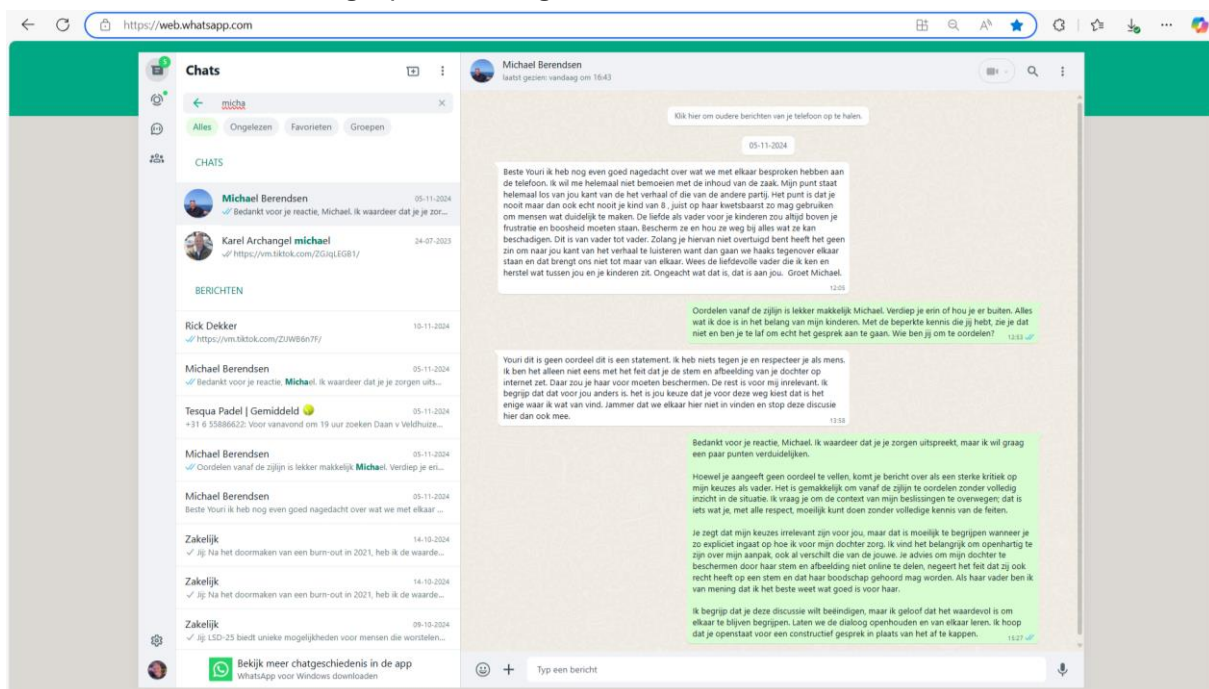 https://web.whatsapp.com
5
Chats
micha
Alles
Ongelezen
Favorieten
Groepen
CHATS
Michael Berendsen
05-11-2024
Bedankt voor je reactie, Michael. Ik waardeer dat je je zor...
Karel Archangel michael
24-07-2023
https://vm.tiktok.com/ZGJqLEGB1/
BERICHTEN
Rick Dekker
10-11-2024
https://vm.tiktok.com/ZIJWB6n7F/
Michael Berendsen
05-11-2024
Bedankt voor je reactie, Michael. Ik waardeer dat je je zorgen uits...
Tesqua Padel | Gemiddeld
05-11-2024
+31 6 55886622: Voor vanavond om 19 uur zoeken Daan v Veldhuize...
Michael Berendsen
05-11-2024
Oordelen vanaf de zijlijn is lekker makkelijk Michael. Verdiep je eri...
Michael Berendsen
05-11-2024
Beste Youri ik heb nog even goed nagedacht over wat we met elkaar ...
Zakelijk
14-10-2024
Jij: Na het doormaken van een burn-out in 2021, heb ik de waarde...
Zakelijk
14-10-2024
Jij: Na het doormaken van een burn-out in 2021, heb ik de waarde...
Zakelijk
09-10-2024
Jij: LSD-25 biedt unieke mogelijkheden voor mensen die worstelen...
Bekijk meer chatgeschiedenis in de app
WhatsApp voor Windows downloaden
Michael Berendsen
laatst gezien: vandaag om 16:43
Klik hier om oudere berichten van je telefoon op te halen.
05-11-2024
Beste Youri ik heb nog even goed nagedacht over wat we met elkaar besproken hebben aan
de telefoon. Ik wil me helemaal niet bemoeien met de inhoud van de zaak. Mijn punt staat
helemaal los van jou kant van de het verhaal of die van de andere partij. Het punt is dat je
nooit maar dan ook echt nooit je kind van 8 , juist op haar kwetsbaarst zo mag gebruiken
om mensen wat duidelijk te maken. De liefde als vader voor je kinderen zou altijd boven je
frustratie en boosheid moeten staan. Bescherm ze en hou ze weg bij alles wat ze kan
beschadigen. Dit is van vader tot vader. Zolang je hiervan niet overtuigd bent heeft het geen
zin om naar jou kant van het verhaal te luisteren want dan gaan we haaks tegenover elkaar
staan en dat brengt ons niet tot maar van elkaar. Wees de liefdevolle vader die ik ken en
herstel wat tussen jou en je kinderen zit. Ongeacht wat dat is, dat is aan jou. Groet Michael.
12:05
Oordelen vanaf de zijlijn is lekker makkelijk Michael. Verdiep je erin of hou je er buiten. Alles
wat ik doe is in het belang van mijn kinderen. Met de beperkte kennis die jij hebt, zie je dat
niet en ben je te laf om echt het gesprek aan te gaan. Wie ben jij om te oordelen?
12:53
Youri dit is geen oordeel dit is een statement. Ik heb niets tegen je en respecteer je als mens.
Ik ben het alleen niet eens met het feit dat je de stem en afbeelding van je dochter op
internet zet. Daar zou je haar voor moeten beschermen. De rest is voor mij inrelevant. Ik
begrijp dat dat voor jou anders is. het is jou keuze dat je voor deze weg kiest dat is het
enige waar ik wat van vind. Jammer dat we elkaar hier niet in vinden en stop deze discusie
hier dan ook mee.
13:58
Bedankt voor je reactie, Michael. Ik waardeer dat je je zorgen uitspreekt, maar ik wil graag
een paar punten verduidelijken.
Hoewel je aangeeft geen oordeel te vellen, komt je bericht over als een sterke kritiek op
mijn keuzes als vader. Het is gemakkelijk om vanaf de zijlijn te oordelen zonder volledig
inzicht in de situatie. Ik vraag je om de context van mijn beslissingen te overwegen; dat is
iets wat je, met alle respect, moeilijk kunt doen zonder volledige kennis van de feiten.
Je zegt dat mijn keuzes irrelevant zijn voor jou, maar dat is moeilijk te begrijpen wanneer je
zo expliciet ingaat op hoe ik voor mijn dochter zorg. Ik vind het belangrijk om openhartig te
zijn over mijn aanpak, ook al verschilt die van de jouwe. Je advies om mijn dochter te
beschermen door haar stem en afbeelding niet online te delen, negeert het feit dat zij ook
recht heeft op een stem en dat haar boodschap gehoord mag worden. Als haar vader ben ik
van mening dat ik het beste weet wat goed is voor haar.
Ik begrijp dat je deze discussie wilt beëindigen, maar ik geloof dat het waardevol is om
elkaar te blijven begrijpen. Laten we de dialoog openhouden en van elkaar leren. Ik hoop
dat je openstaat voor een constructief gesprek in plaats van het af te kappen.
15:27
Typ een bericht